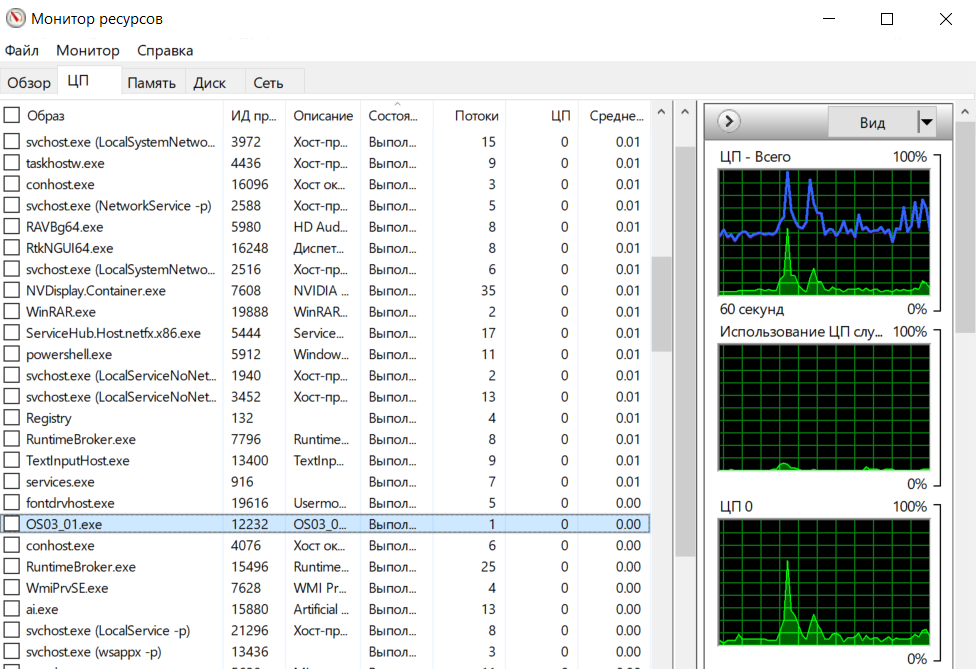 Монитор ресурсов
Файл Монитор Справка
Обзор ЦП Память Диск Сеть
Образ ИД пр... Описание Состоя... Потоки ЦП Средне...
svchost.exe (LocalSystemNetwo... 3972 Хост-пр... Выпол... 15 0 0.01
taskhostw.exe 4436 Хост-пр... Выпол... 9 0 0.01
conhost.exe 16096 Хост ок... Выпол... 3 0 0.01
svchost.exe (NetworkService -p) 2588 Хост-пр... Выпол... 5 0 0.01
RAVBg64.exe 5980 HD Aud... Выпол... 8 0 0.01
RtkNGUI64.exe 16248 Диспет... Выпол... 8 0 0.01
svchost.exe (LocalSystemNetwo... 2516 Хост-пр... Выпол... 6 0 0.01
NVDisplay.Container.exe 7608 NVIDIA ... Выпол... 35 0 0.01
WinRAR.exe 19888 WinRAR... Выпол... 2 0 0.01
ServiceHub.Host.netfx.x86.exe 5444 Service... Выпол... 17 0 0.01
powershell.exe 5912 Window... Выпол... 11 0 0.01
svchost.exe (LocalServiceNoNet... 1940 Хост-пр... Выпол... 2 0 0.01
svchost.exe (LocalServiceNoNet... 3452 Хост-пр... Выпол... 13 0 0.01
Registry 132 Выпол... 4 0 0.01
RuntimeBroker.exe 7796 Runtime... Выпол... 8 0 0.01
TextInputHost.exe 13400 TextInp... Выпол... 9 0 0.01
services.exe 916 Выпол... 7 0 0.01
fontdrvhost.exe 19616 Usermo... Выпол... 5 0 0.00
OS03_01.exe 12232 OS03_0... Выпол... 1 0 0.00
conhost.exe 4076 Хост ок... Выпол... 6 0 0.00
RuntimeBroker.exe 15496 Runtime... Выпол... 25 0 0.00
WmiPrvSE.exe 7628 WMI Pr... Выпол... 4 0 0.00
ai.exe 15880 Artificial ... Выпол... 13 0 0.00
svchost.exe (LocalService -p) 21296 Хост-пр... Выпол... 8 0 0.00
svchost.exe (wsappx -p) 13436 Выпол... 3 0 0.00
Вид
ЦП - Всего 100%
60 секунд 0%
Использование ЦП слу... 100%
0%
ЦП 0 100%
0%